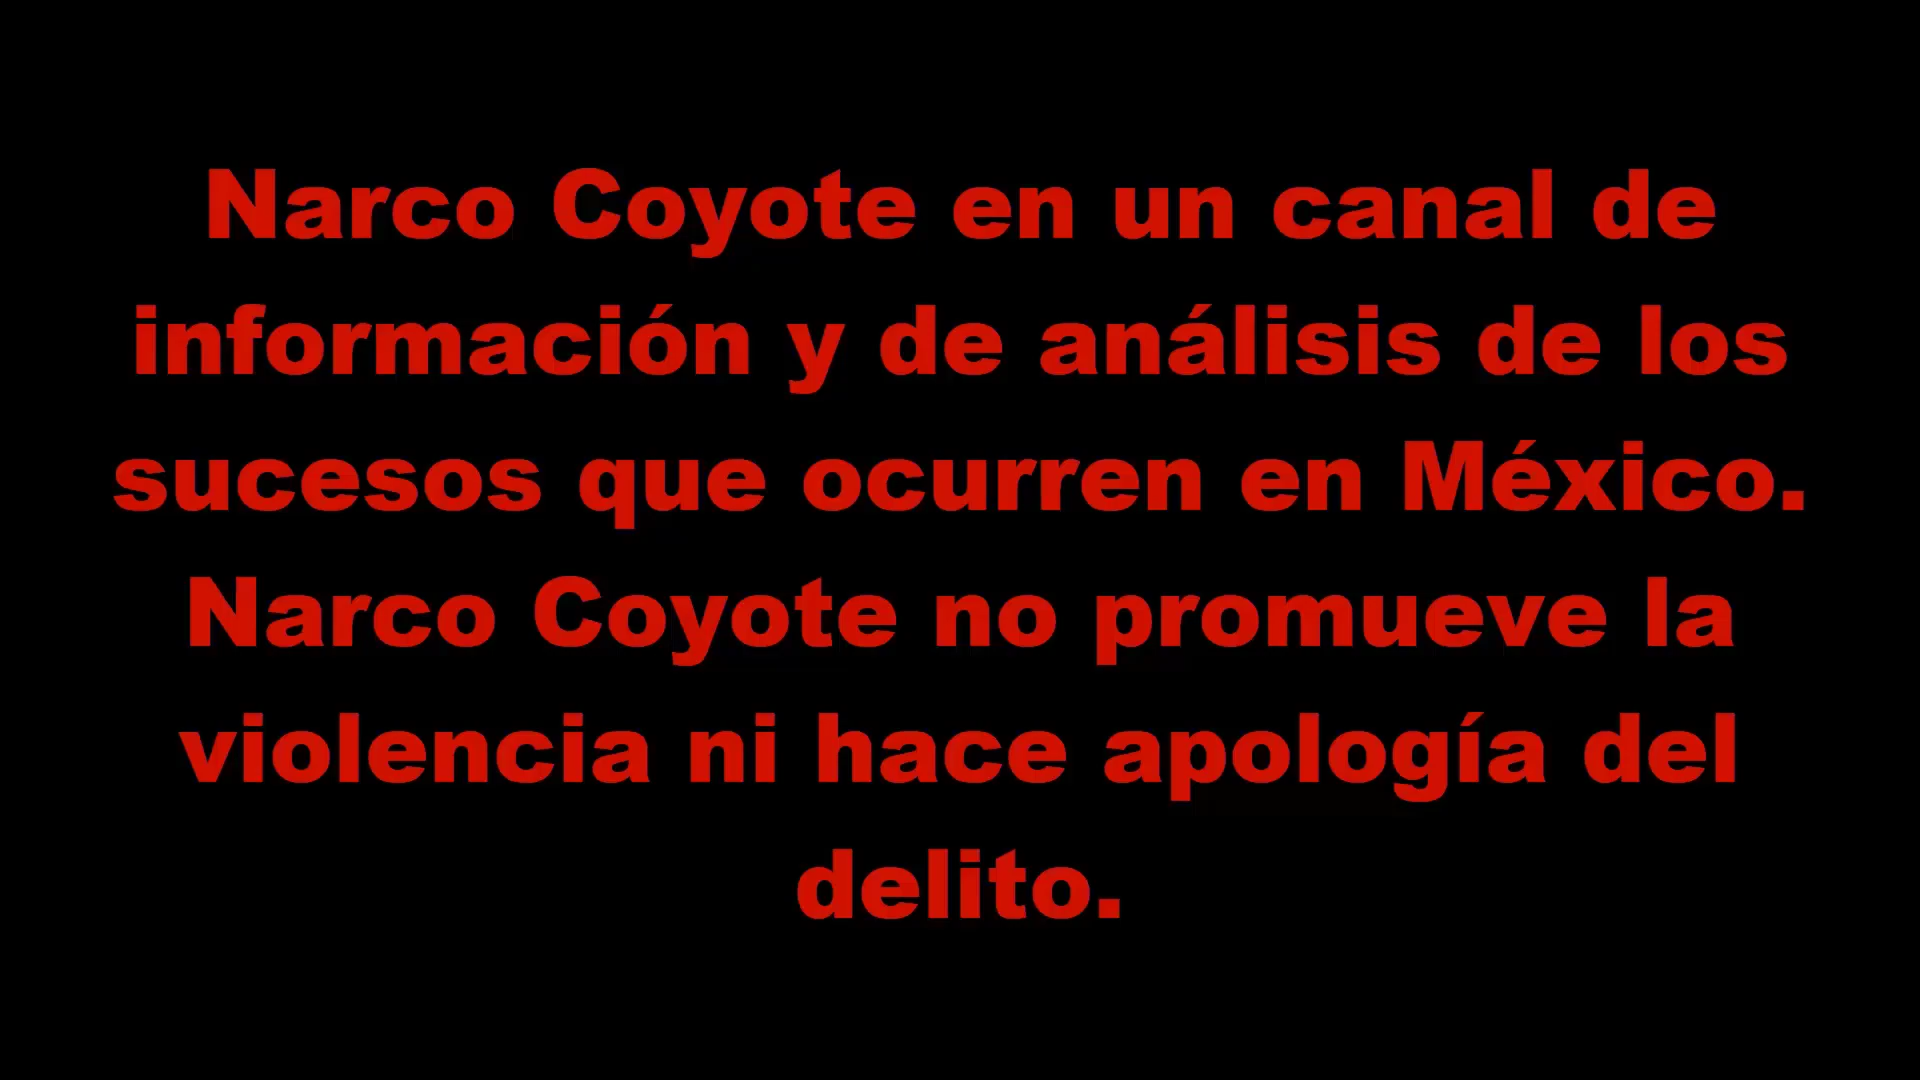 Narco Coyote en un canal de
información y de análisis de los
sucesos que ocurren en México.
Narco Coyote no promueve la
violencia ni hace apología del
delito.